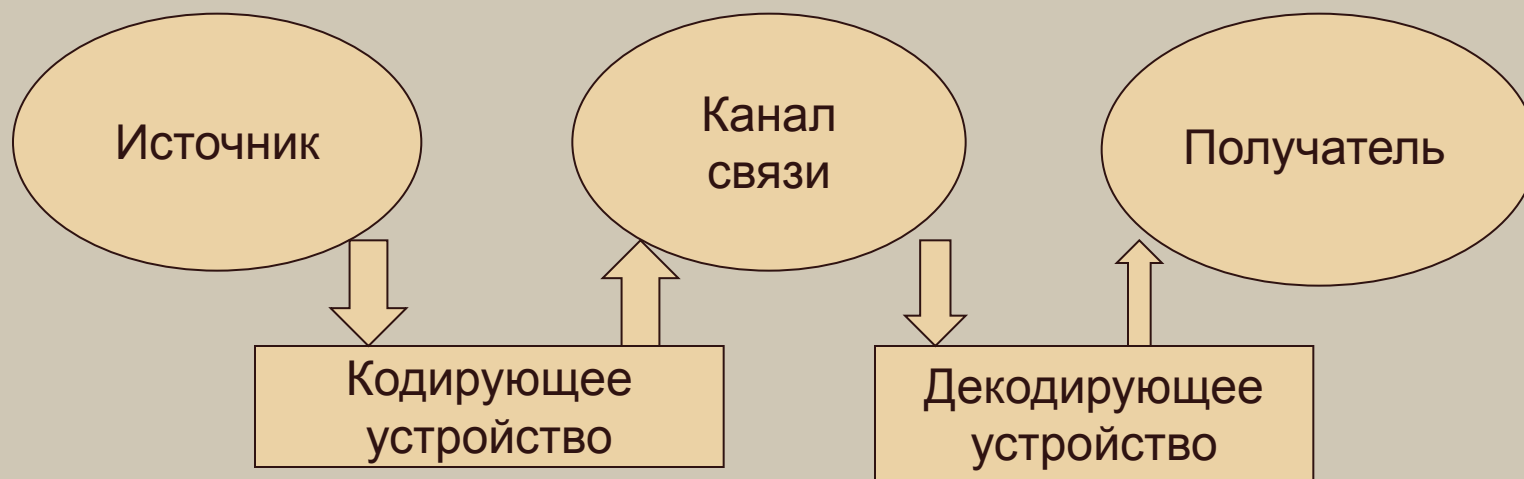 Источник
Канал
связи
Получатель
Кодирующее
устройство
Декодирующее
устройство